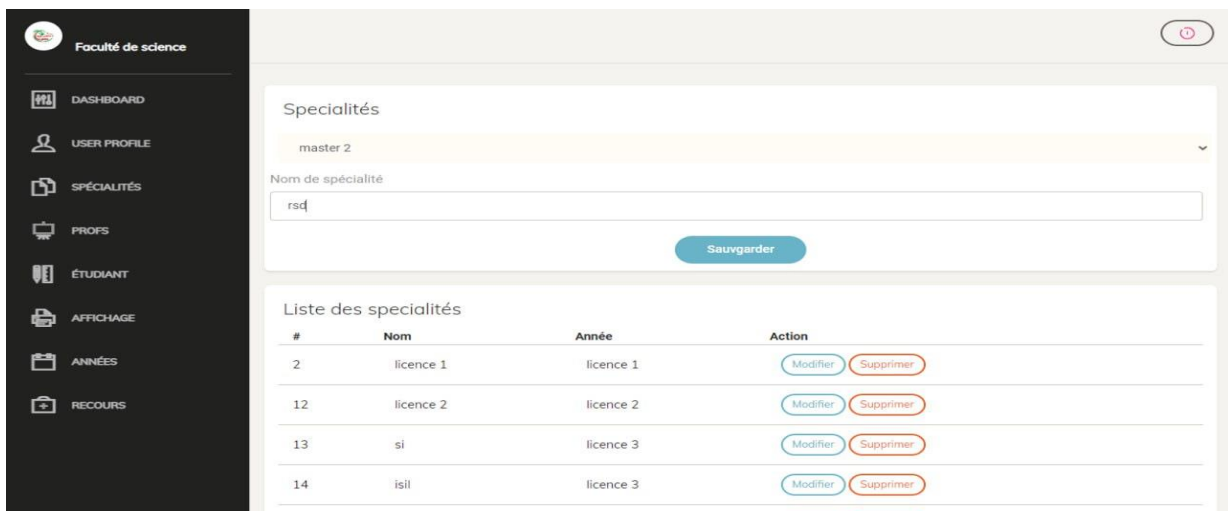 Faculté de science
DASHBOARD
USER PROFILE
SPÉCIALITÉS
PROFS
ÉTUDIANT
AFFICHAGE
ANNÉES
RECOURS
Specialités
master 2
Nom de spécialité
rsd
Sauvgarder
Liste des specialités
# Nom Année Action
2 licence 1 licence 1 Modifier Supprimer
12 licence 2 licence 2 Modifier Supprimer
13 si licence 3 Modifier Supprimer
14 isil licence 3 Modifier Supprimer